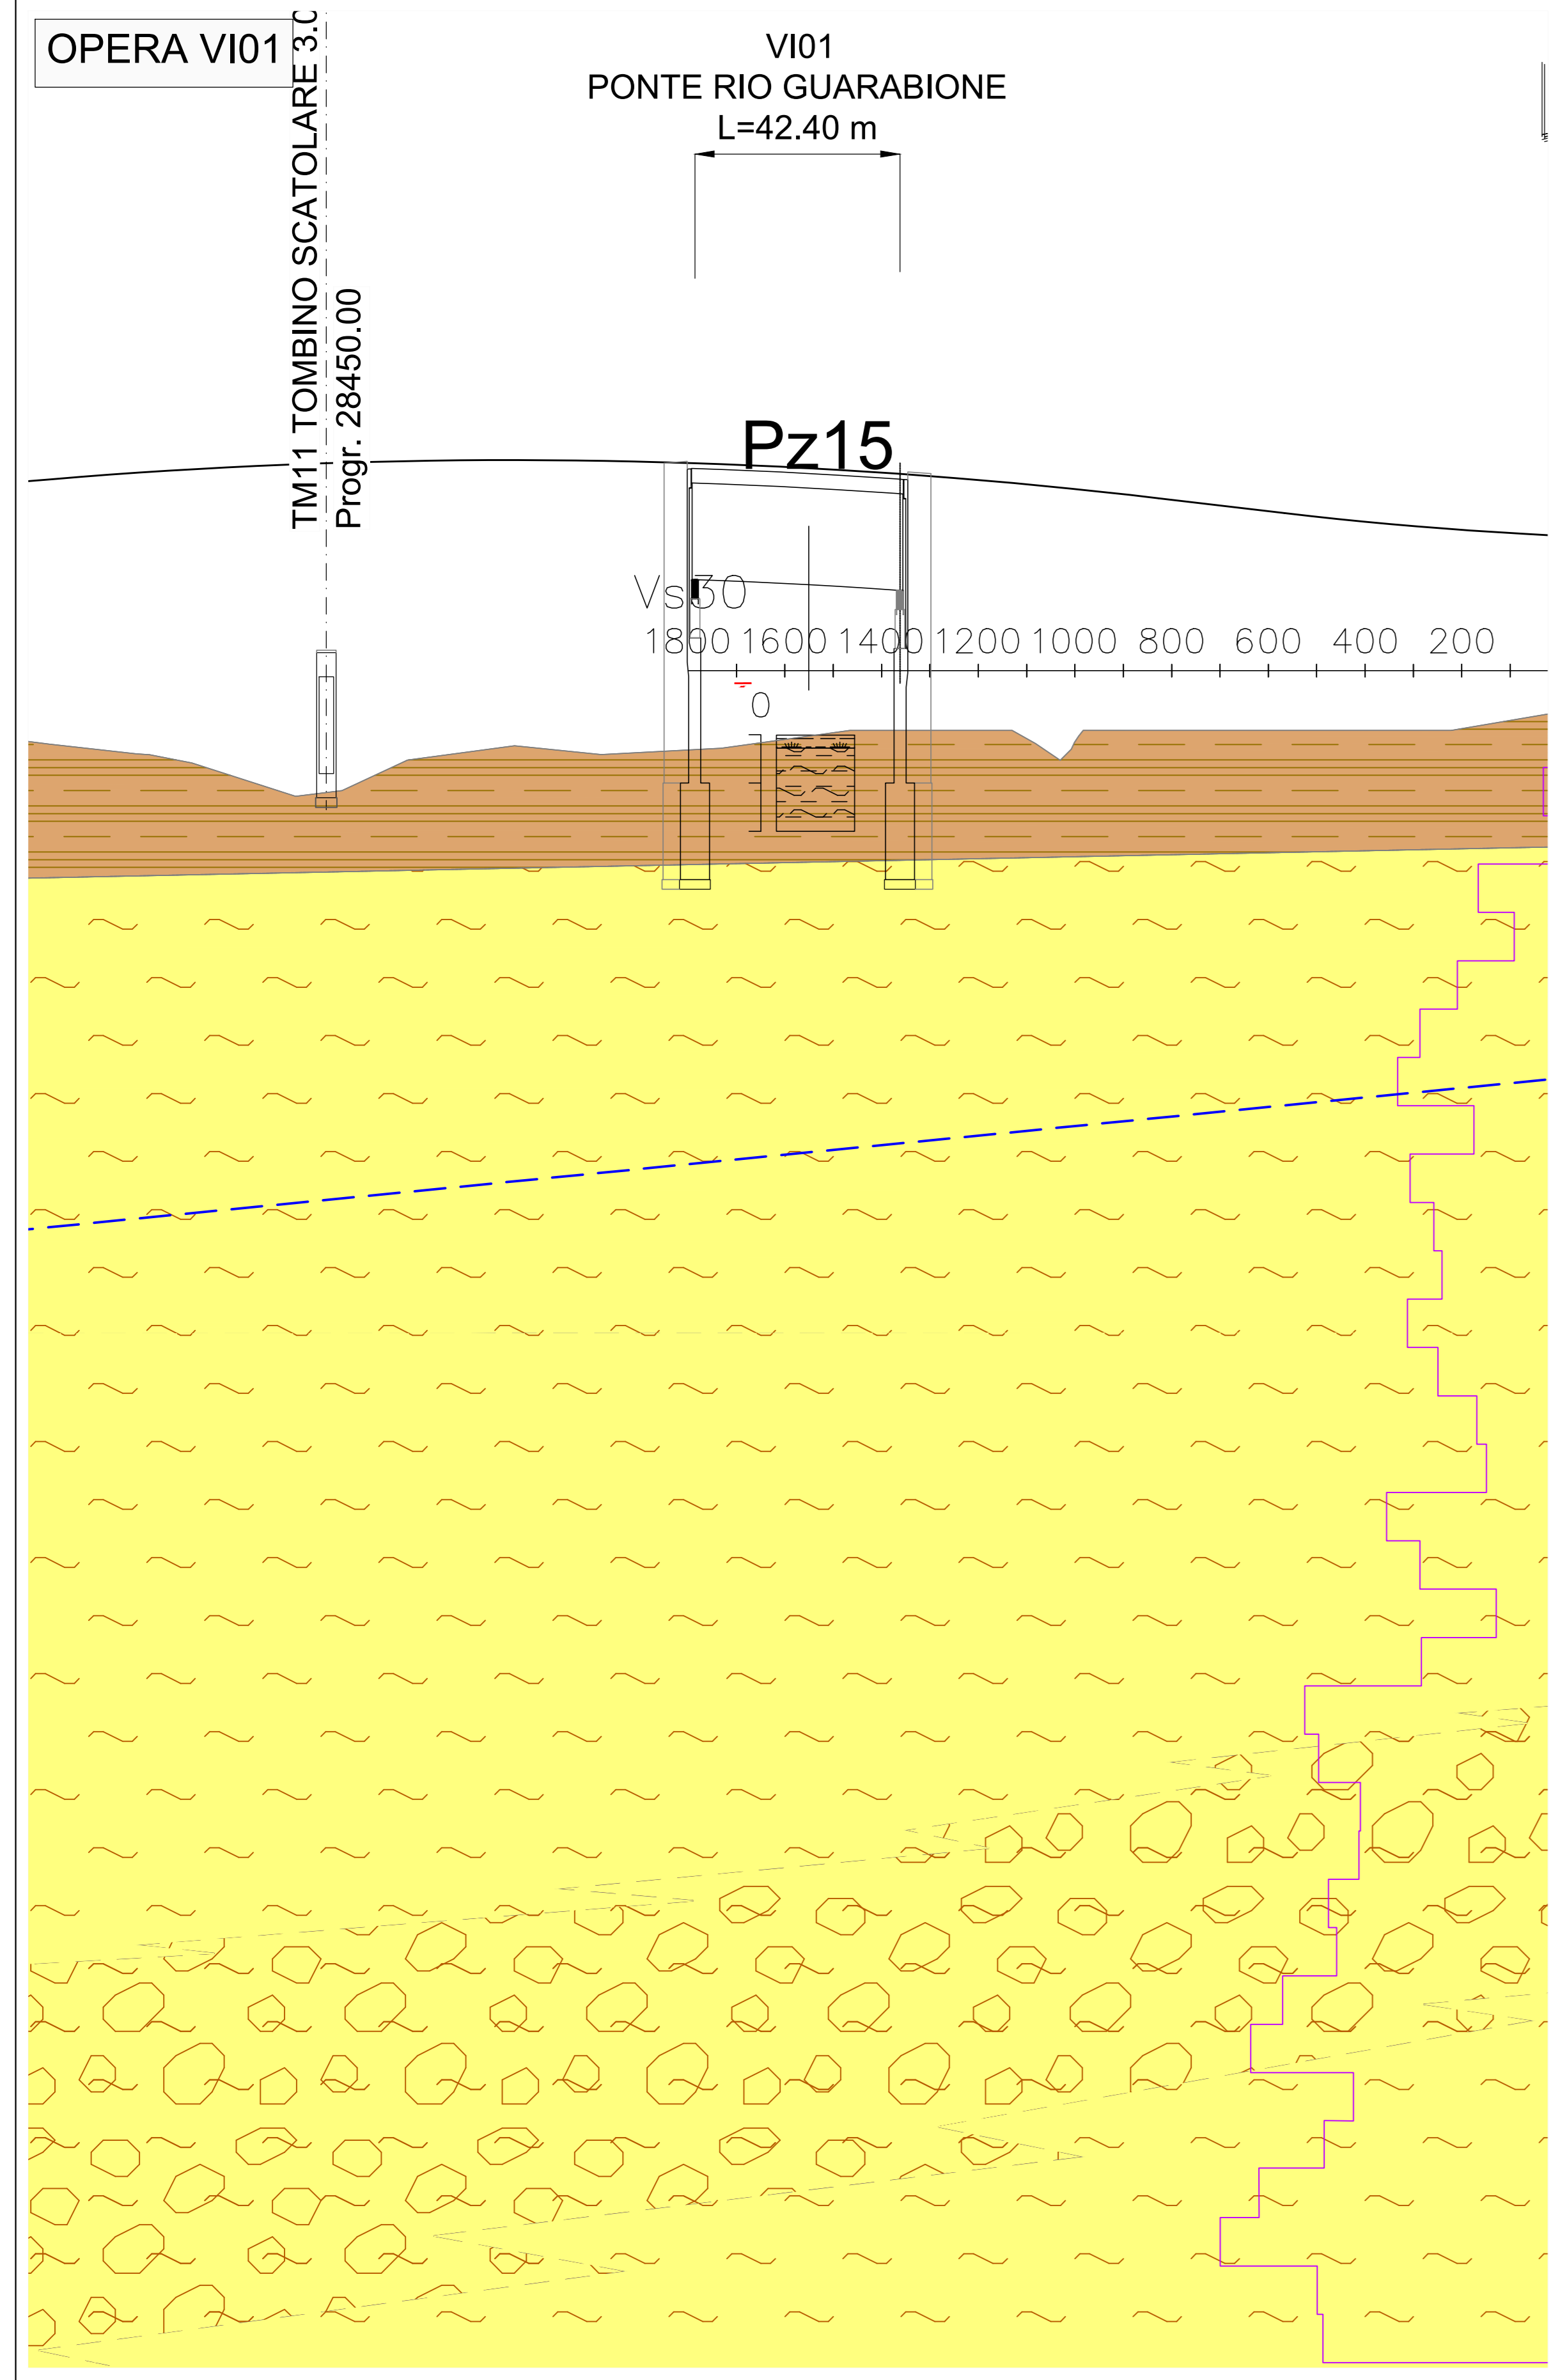 OPERA VI01
TM11 TOMBINO SCATOLARE 3.0
Progr. 28450.00
VI01
PONTE RIO GUARABIONE
L=42.40 m
Pz15
Vs30
1800 1600 1400 1200 1000 800 600 400 200
0